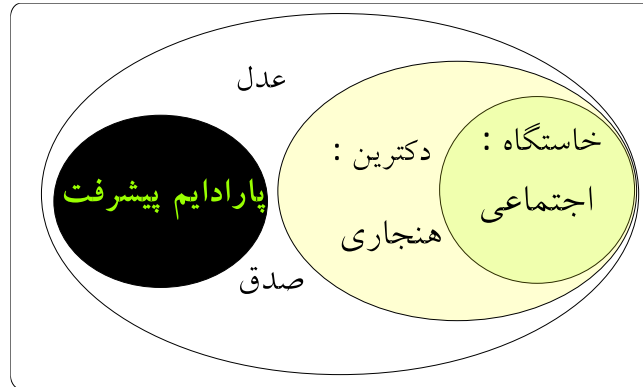 عدل
خاستگاه :
اجتماعی
دکترین :
هنجاری
پارادایم پیشرفت
صدق